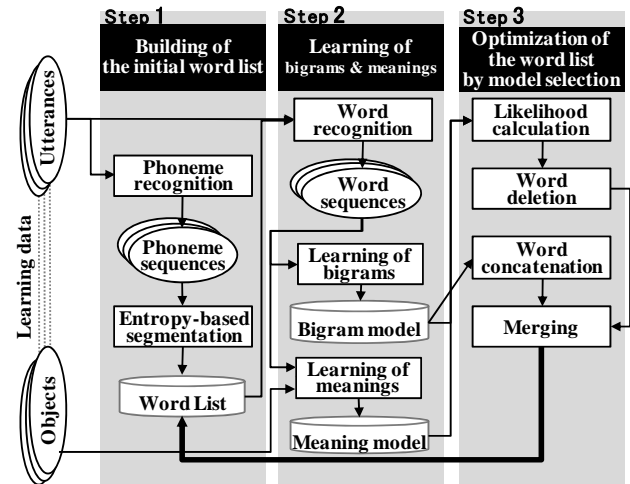 Step 1
Building of
the initial word list
Step 2
Learning of
bigrams & meanings
Step 3
Optimization of
the word list
by model selection
Learning data
Utterances
Objects
Phoneme
recognition
Phoneme
sequences
Entropy-based
segmentation
Word List
Word
recognition
Word
sequences
Learning of
bigrams
Bigram model
Learning of
meanings
Meaning model
Likelihood
calculation
Word
deletion
Word
concatenation
Merging